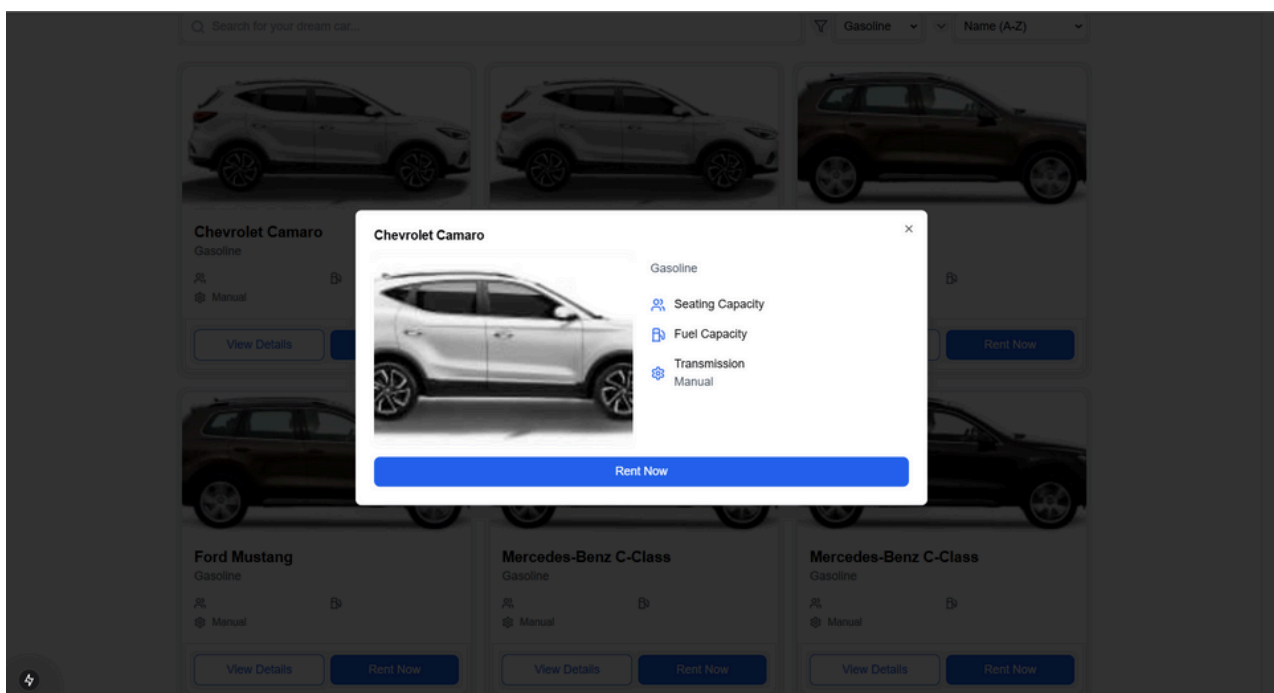 Search for your dream car...
Gasoline
Name (A-Z)
Chevrolet Camaro
Gasoline
Manual
View Details
Rent Now
Chevrolet Camaro
Gasoline
Seating Capacity
Fuel Capacity
Transmission
Manual
Rent Now
Ford Mustang
Gasoline
Manual
View Details
Rent Now
Mercedes-Benz C-Class
Gasoline
Manual
View Details
Rent Now
Mercedes-Benz C-Class
Gasoline
Manual
View Details
Rent Now